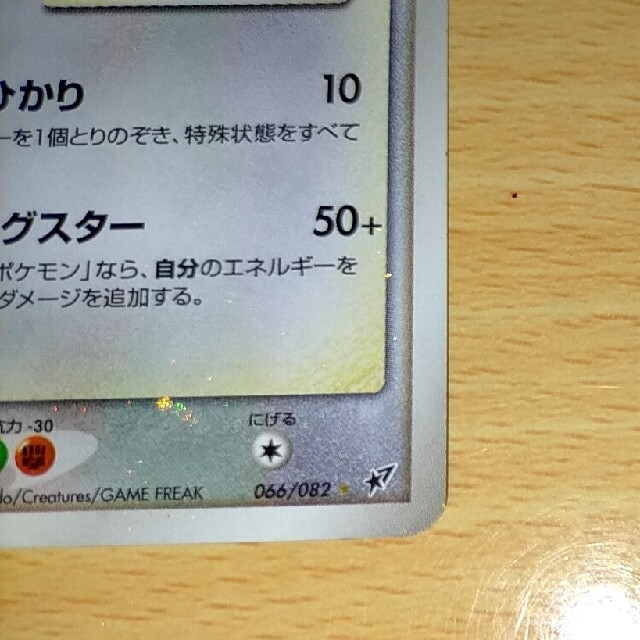 ひかり 10
ーを1個とりのぞき、特殊状態をすべて
グスター 50+
ポケモン」なら、自分のエネルギーを
ダメージを追加する。
抗力 -30
にげる
do/Creatures/GAME FREAK 066/082